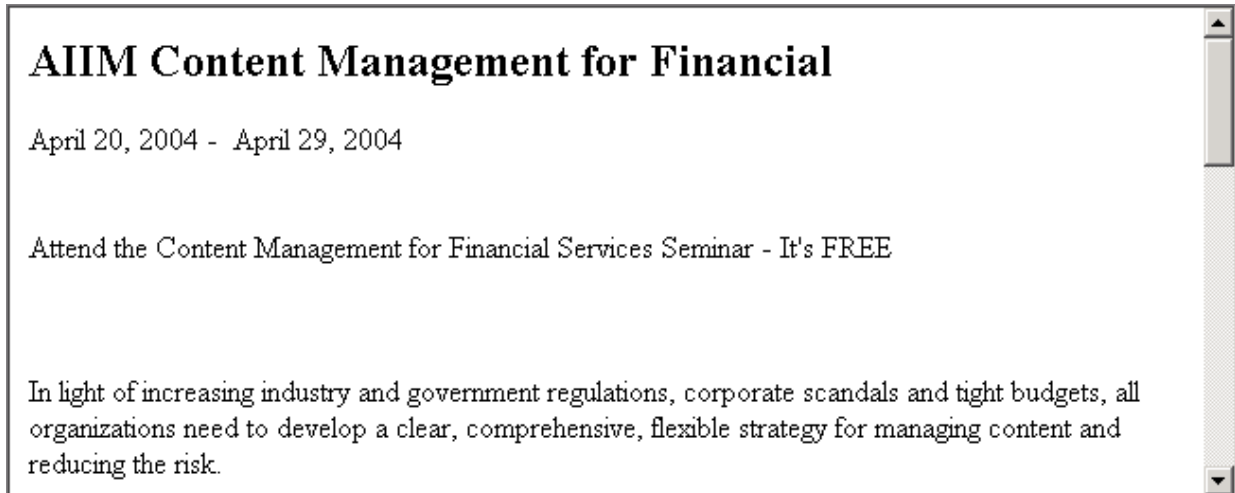 AIIM Content Management for Financial
April 20, 2004 -  April 29, 2004
Attend the Content Management for Financial Services Seminar - It's FREE
In light of increasing industry and government regulations, corporate scandals and tight budgets, all
organizations need to develop a clear, comprehensive, flexible strategy for managing content and
reducing the risk.